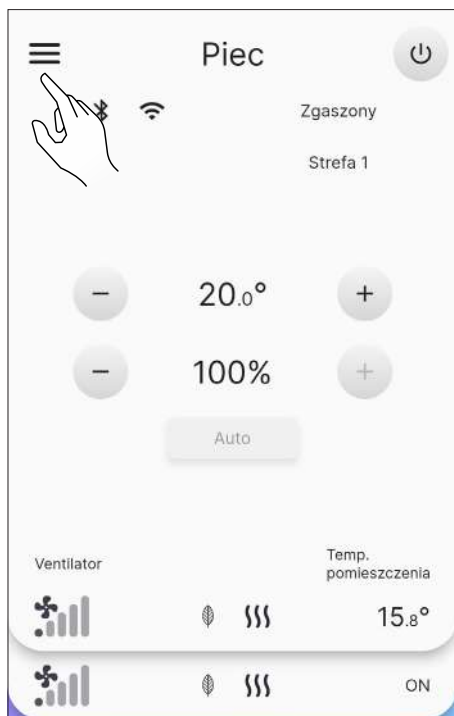 Piec
Zgaszony
Strefa 1
− 20.0° +
− 100% +
Auto
Ventilator
Temp.
pomieszczenia
15.8°
ON